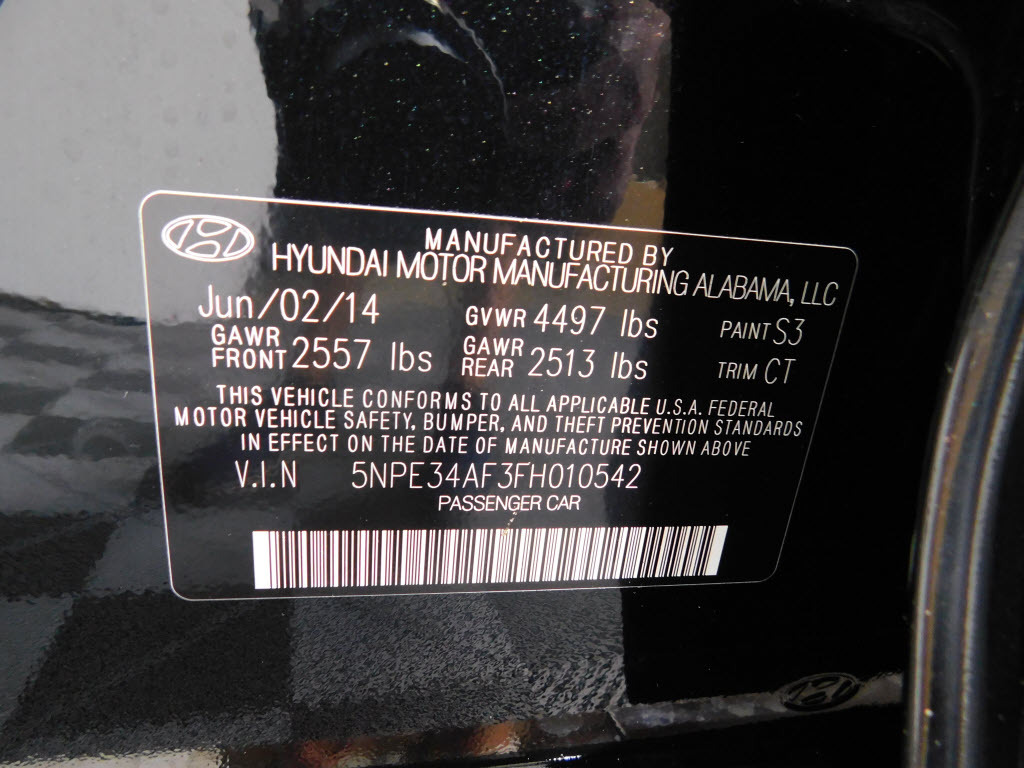 MANUFACTURED BY
HYUNDAI MOTOR MANUFACTURING ALABAMA, LLC
Jun/02/14 GVWR 4497 lbs PAINT S3
GAWR FRONT 2557 lbs GAWR REAR 2513 lbs TRIM CT
THIS VEHICLE CONFORMS TO ALL APPLICABLE U.S.A. FEDERAL
MOTOR VEHICLE SAFETY, BUMPER, AND THEFT PREVENTION STANDARDS
IN EFFECT ON THE DATE OF MANUFACTURE SHOWN ABOVE
V.I.N 5NPE34AF3FH010542
PASSENGER CAR